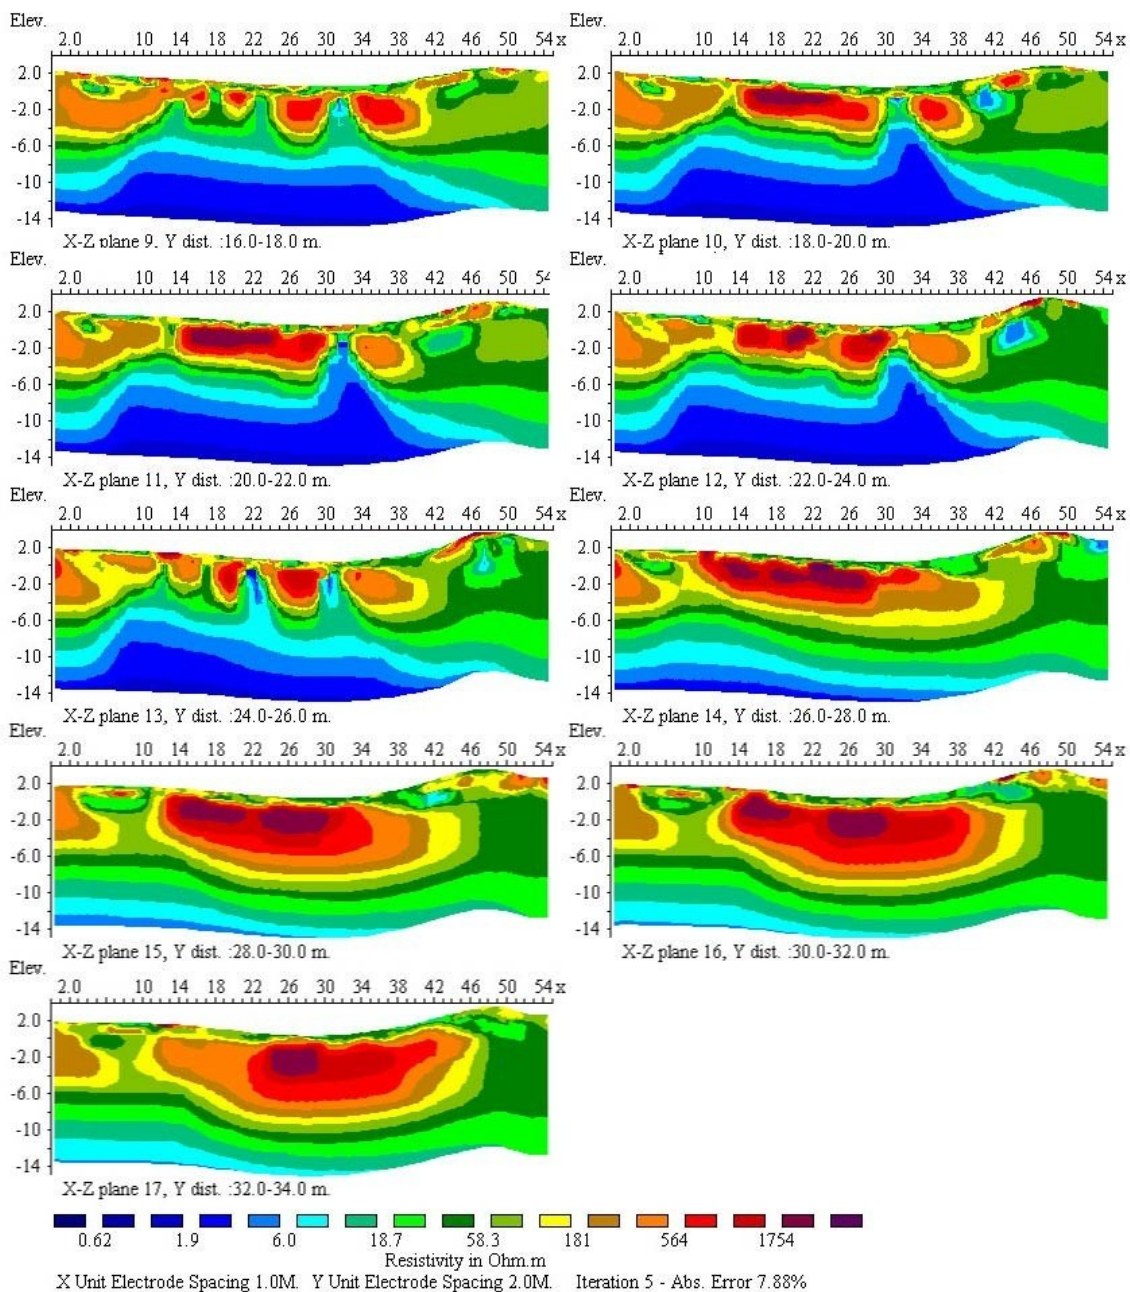 Elev. Elev.
2.0 10 14 18 22 26 30 34 38 42 46 50 54 x 2.0 10 14 18 22 26 30 34 38 42 46 50 54 x
2.0 2.0
-2.0 -2.0
-6.0 -6.0
-10 -10
-14 -14
X-Z plane 9. Y dist. :16.0-18.0 m. X-Z plane 10, Y dist. :18.0-20.0 m.
Elev. Elev.
2.0 10 14 18 22 26 30 34 38 42 46 50 54 x 2.0 10 14 18 22 26 30 34 38 42 46 50 54 x
2.0 2.0
-2.0 -2.0
-6.0 -6.0
-10 -10
-14 -14
X-Z plane 11, Y dist. :20.0-22.0 m. X-Z plane 12, Y dist. :22.0-24.0 m.
Elev. Elev.
2.0 10 14 18 22 26 30 34 38 42 46 50 54 x 2.0 10 14 18 22 26 30 34 38 42 46 50 54 x
2.0 2.0
-2.0 -2.0
-6.0 -6.0
-10 -10
-14 -14
X-Z plane 13, Y dist. :24.0-26.0 m. X-Z plane 14, Y dist. :26.0-28.0 m.
Elev. Elev.
2.0 10 14 18 22 26 30 34 38 42 46 50 54 x 2.0 10 14 18 22 26 30 34 38 42 46 50 54 x
2.0 2.0
-2.0 -2.0
-6.0 -6.0
-10 -10
-14 -14
X-Z plane 15, Y dist. :28.0-30.0 m. X-Z plane 16, Y dist. :30.0-32.0 m.
Elev.
2.0 10 14 18 22 26 30 34 38 42 46 50 54 x
2.0
-2.0
-6.0
-10
-14
X-Z plane 17, Y dist. :32.0-34.0 m.
0.62 1.9 6.0 18.7 58.3 181 564 1754
Resistivity in Ohm.m
X Unit Electrode Spacing 1.0M. Y Unit Electrode Spacing 2.0M. Iteration 5 - Abs. Error 7.88%